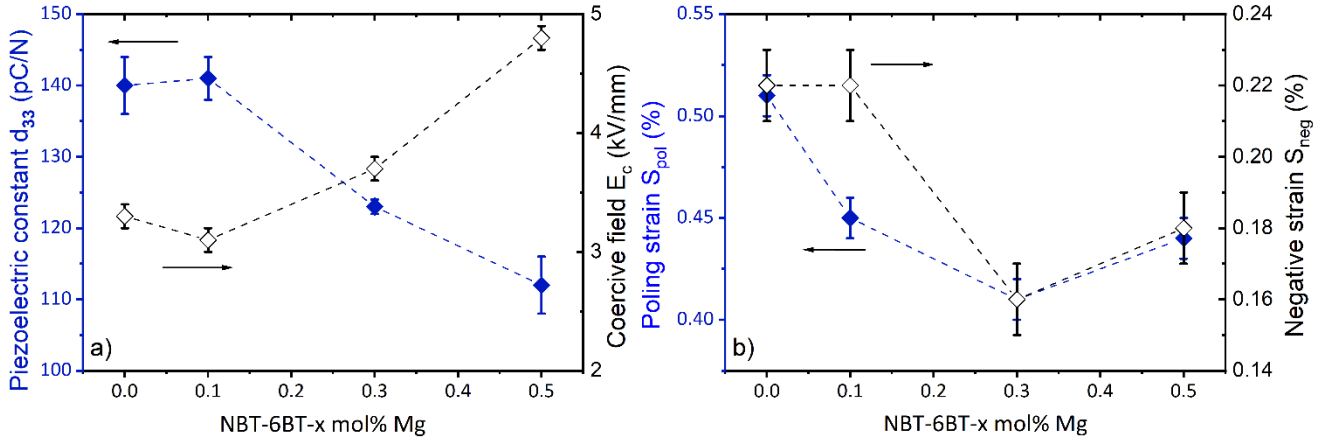 Piezoelectric constant d33 (pC/N)
150
140
130
120
110
100
a)
0.0 0.1 0.2 0.3 0.4 0.5
NBT-6BT-x mol% Mg
5
4
3
2
Coercive field Ec (kV/mm)
Poling strain Spol (%)
0.55
0.50
0.45
0.40
b)
0.0 0.1 0.2 0.3 0.4 0.5
NBT-6BT-x mol% Mg
0.24
0.22
0.20
0.18
0.16
0.14
Negative strain Sneg (%)